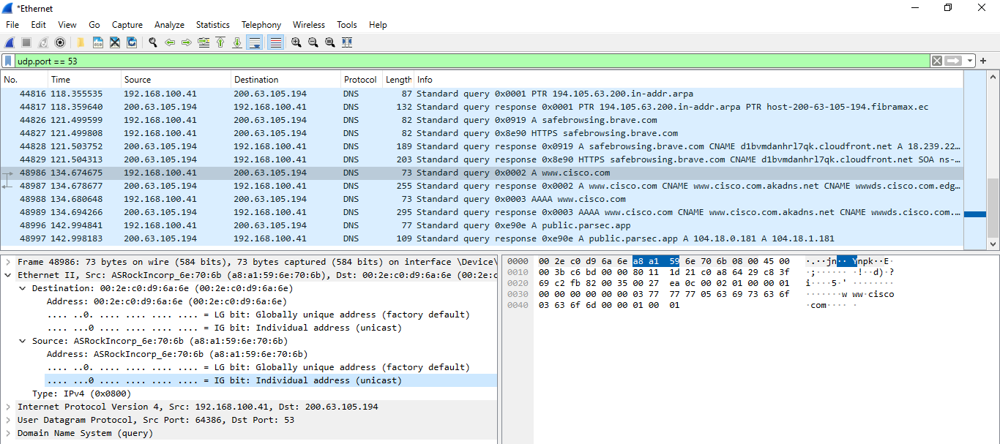 *Ethernet
File Edit View Go Capture Analyze Statistics Telephony Wireless Tools Help
udp.port == 53
No. Time Source Destination Protocol Length Info
44816 118.355535 192.168.100.41 200.63.105.194 DNS 87 Standard query 0x0001 PTR 194.105.63.200.in-addr.arpa
44817 118.359640 200.63.105.194 192.168.100.41 DNS 132 Standard query response 0x0001 PTR 194.105.63.200.in-addr.arpa PTR host-200-63-105-194.fibramax.ec
44826 121.499599 192.168.100.41 200.63.105.194 DNS 82 Standard query 0x0919 A safebrowsing.brave.com
44827 121.499808 192.168.100.41 200.63.105.194 DNS 82 Standard query 0x8e90 HTTPS safebrowsing.brave.com
44828 121.503752 200.63.105.194 192.168.100.41 DNS 189 Standard query response 0x0919 A safebrowsing.brave.com CNAME d1bvmdanhrl7qk.cloudfront.net A 18.239.22…
44829 121.504313 200.63.105.194 192.168.100.41 DNS 203 Standard query response 0x8e90 HTTPS safebrowsing.brave.com CNAME d1bvmdanhrl7qk.cloudfront.net SOA ns-…
48986 134.674675 192.168.100.41 200.63.105.194 DNS 73 Standard query 0x0002 A www.cisco.com
48987 134.678677 200.63.105.194 192.168.100.41 DNS 255 Standard query response 0x0002 A www.cisco.com CNAME www.cisco.com.akadns.net CNAME wwwds.cisco.com.edg…
48988 134.680648 192.168.100.41 200.63.105.194 DNS 73 Standard query 0x0003 AAAA www.cisco.com
48989 134.694266 200.63.105.194 192.168.100.41 DNS 295 Standard query response 0x0003 AAAA www.cisco.com CNAME www.cisco.com.akadns.net CNAME wwwds.cisco.com.…
48996 142.994841 192.168.100.41 200.63.105.194 DNS 77 Standard query 0xe90e A public.parsec.app
48997 142.998183 200.63.105.194 192.168.100.41 DNS 109 Standard query response 0xe90e A public.parsec.app A 104.18.0.181 A 104.18.1.181
Frame 48986: 73 bytes on wire (584 bits), 73 bytes captured (584 bits) on interface \Device\
Ethernet II, Src: ASRockIncorp_6e:70:6b (a8:a1:59:6e:70:6b), Dst: 00:2e:c0:d9:6a:6e (00:2e:c
Destination: 00:2e:c0:d9:6a:6e (00:2e:c0:d9:6a:6e)
Address: 00:2e:c0:d9:6a:6e (00:2e:c0:d9:6a:6e)
.... ..0. .... .... .... .... = LG bit: Globally unique address (factory default)
.... ...0 .... .... .... .... = IG bit: Individual address (unicast)
Source: ASRockIncorp_6e:70:6b (a8:a1:59:6e:70:6b)
Address: ASRockIncorp_6e:70:6b (a8:a1:59:6e:70:6b)
.... ..0. .... .... .... .... = LG bit: Globally unique address (factory default)
.... ...0 .... .... .... .... = IG bit: Individual address (unicast)
Type: IPv4 (0x0800)
Internet Protocol Version 4, Src: 192.168.100.41, Dst: 200.63.105.194
User Datagram Protocol, Src Port: 64386, Dst Port: 53
Domain Name System (query)
0000 00 2e c0 d9 6a 6e a8 a1 59 6e 70 6b 08 00 45 00 ·.··jn·· Ynpk··E·
0010 00 3b c6 bd 00 00 80 11 1d 21 c0 a8 64 29 c8 3f ·;······ ·!··d)·?
0020 69 c2 fb 82 00 35 00 27 ea 0c 00 02 01 00 00 01 i····5·' ········
0030 00 00 00 00 00 00 03 77 77 77 05 63 69 73 63 6f ·······w ww·cisco
0040 03 63 6f 6d 00 00 01 00 01 ·com···· ·